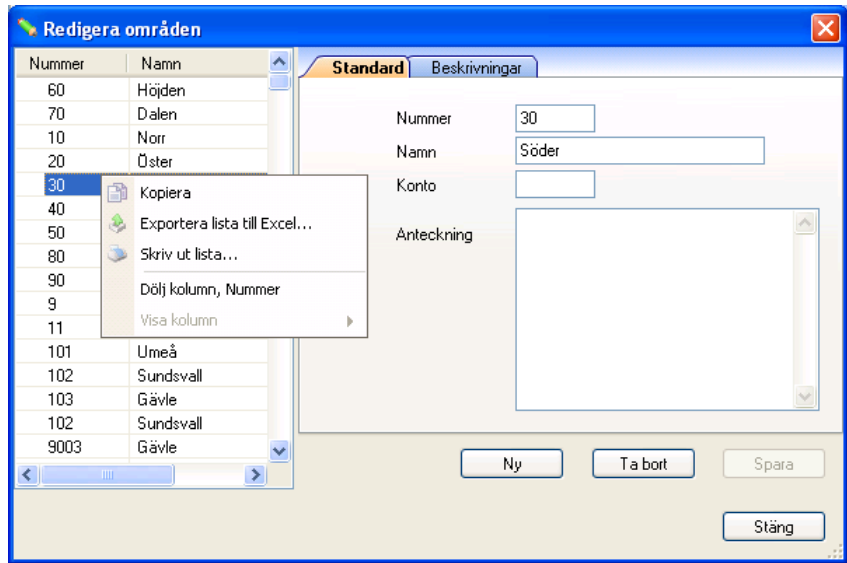 Redigera områden
Nummer Namn
60 Höjden
70 Dalen
10 Norr
20 Öster
30
40
50
80
90
9
11
101 Umeå
102 Sundsvall
103 Gävle
102 Sundsvall
9003 Gävle
Kopiera
Exportera lista till Excel...
Skriv ut lista...
Dölj kolumn, Nummer
Visa kolumn
Standard Beskrivningar
Nummer 30
Namn Söder
Konto
Anteckning
Ny Ta bort Spara
Stäng